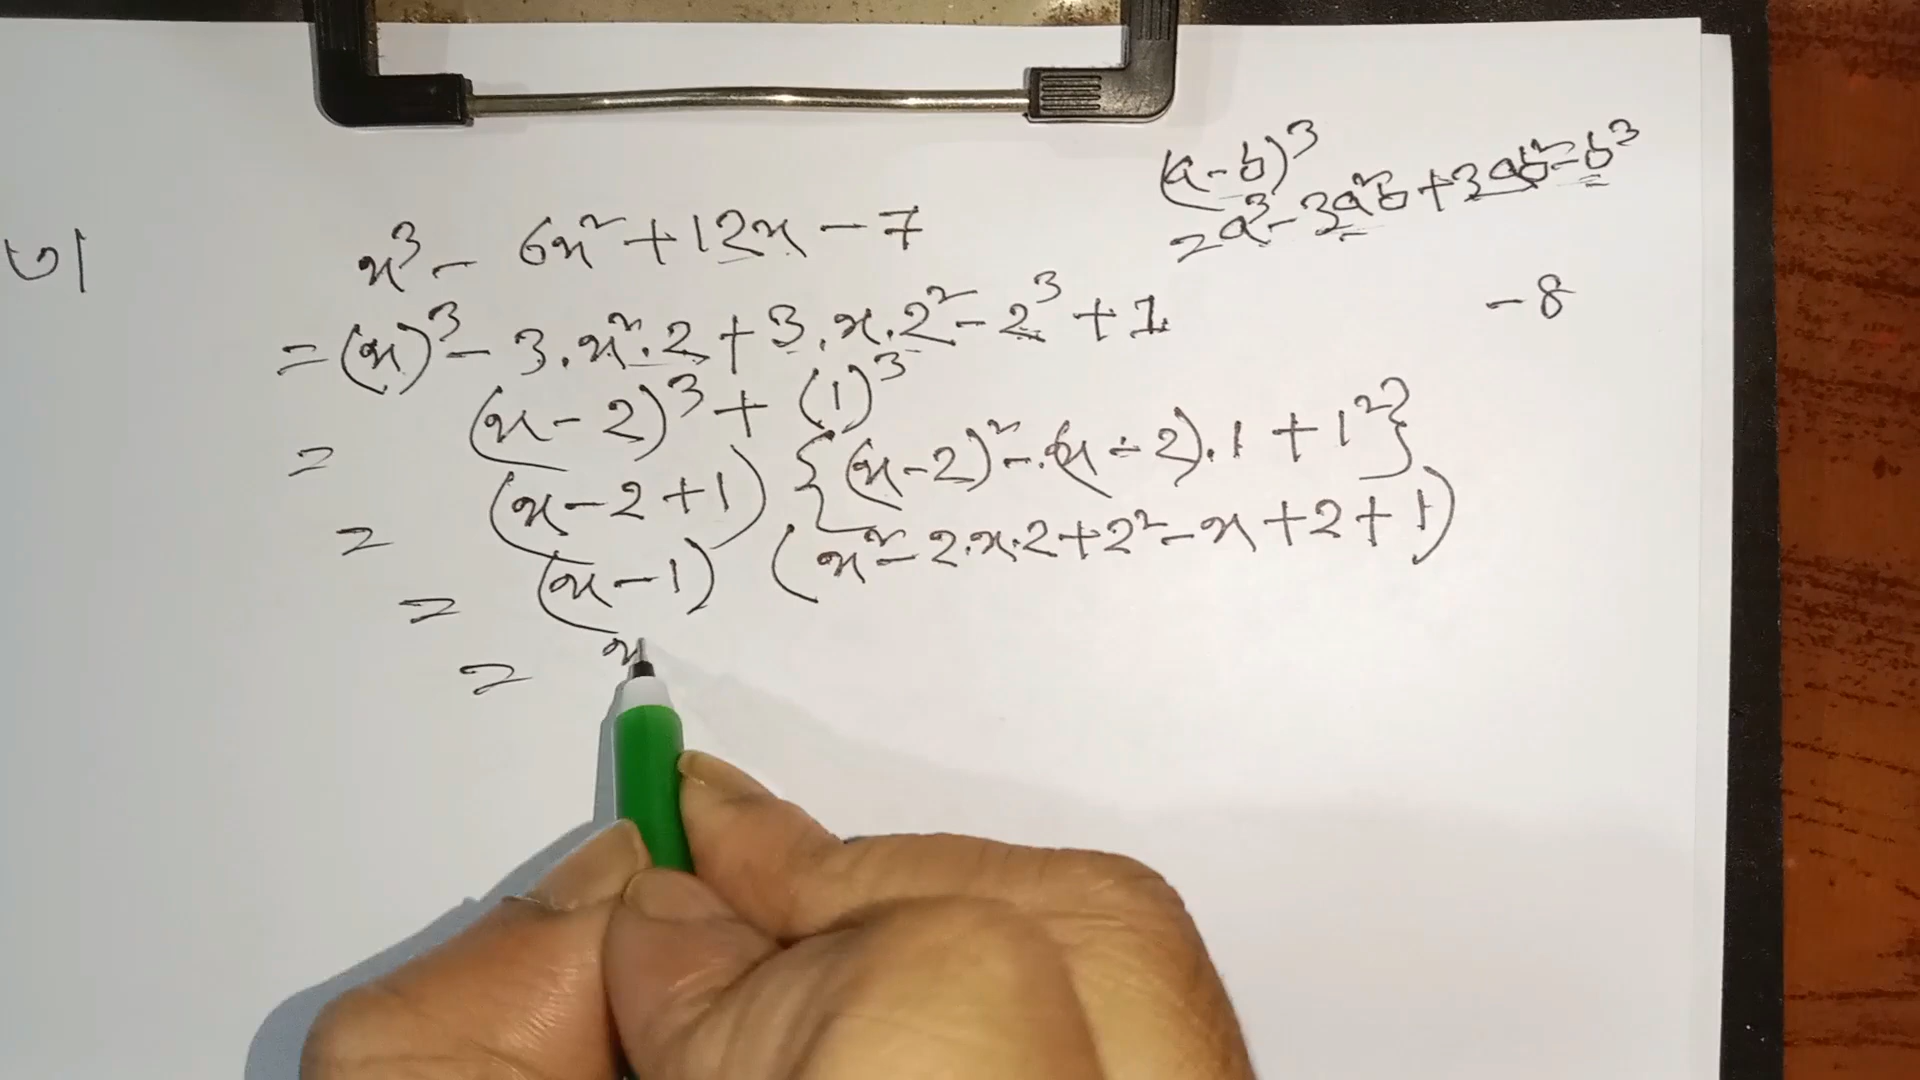 (a-b)³
= a³-3a²b+3ab²-b³
৩| x³ - 6x² + 12x - 7
= (x)³ - 3.x².2 + 3.x.2² - 2³ + 1
- 8
= (x-2)³ + (1)³
= (x-2+1) {(x-2)² - (x-2).1 + 1²}
= (x-1) (x²-2.x.2+2²-x+2+1)
= x